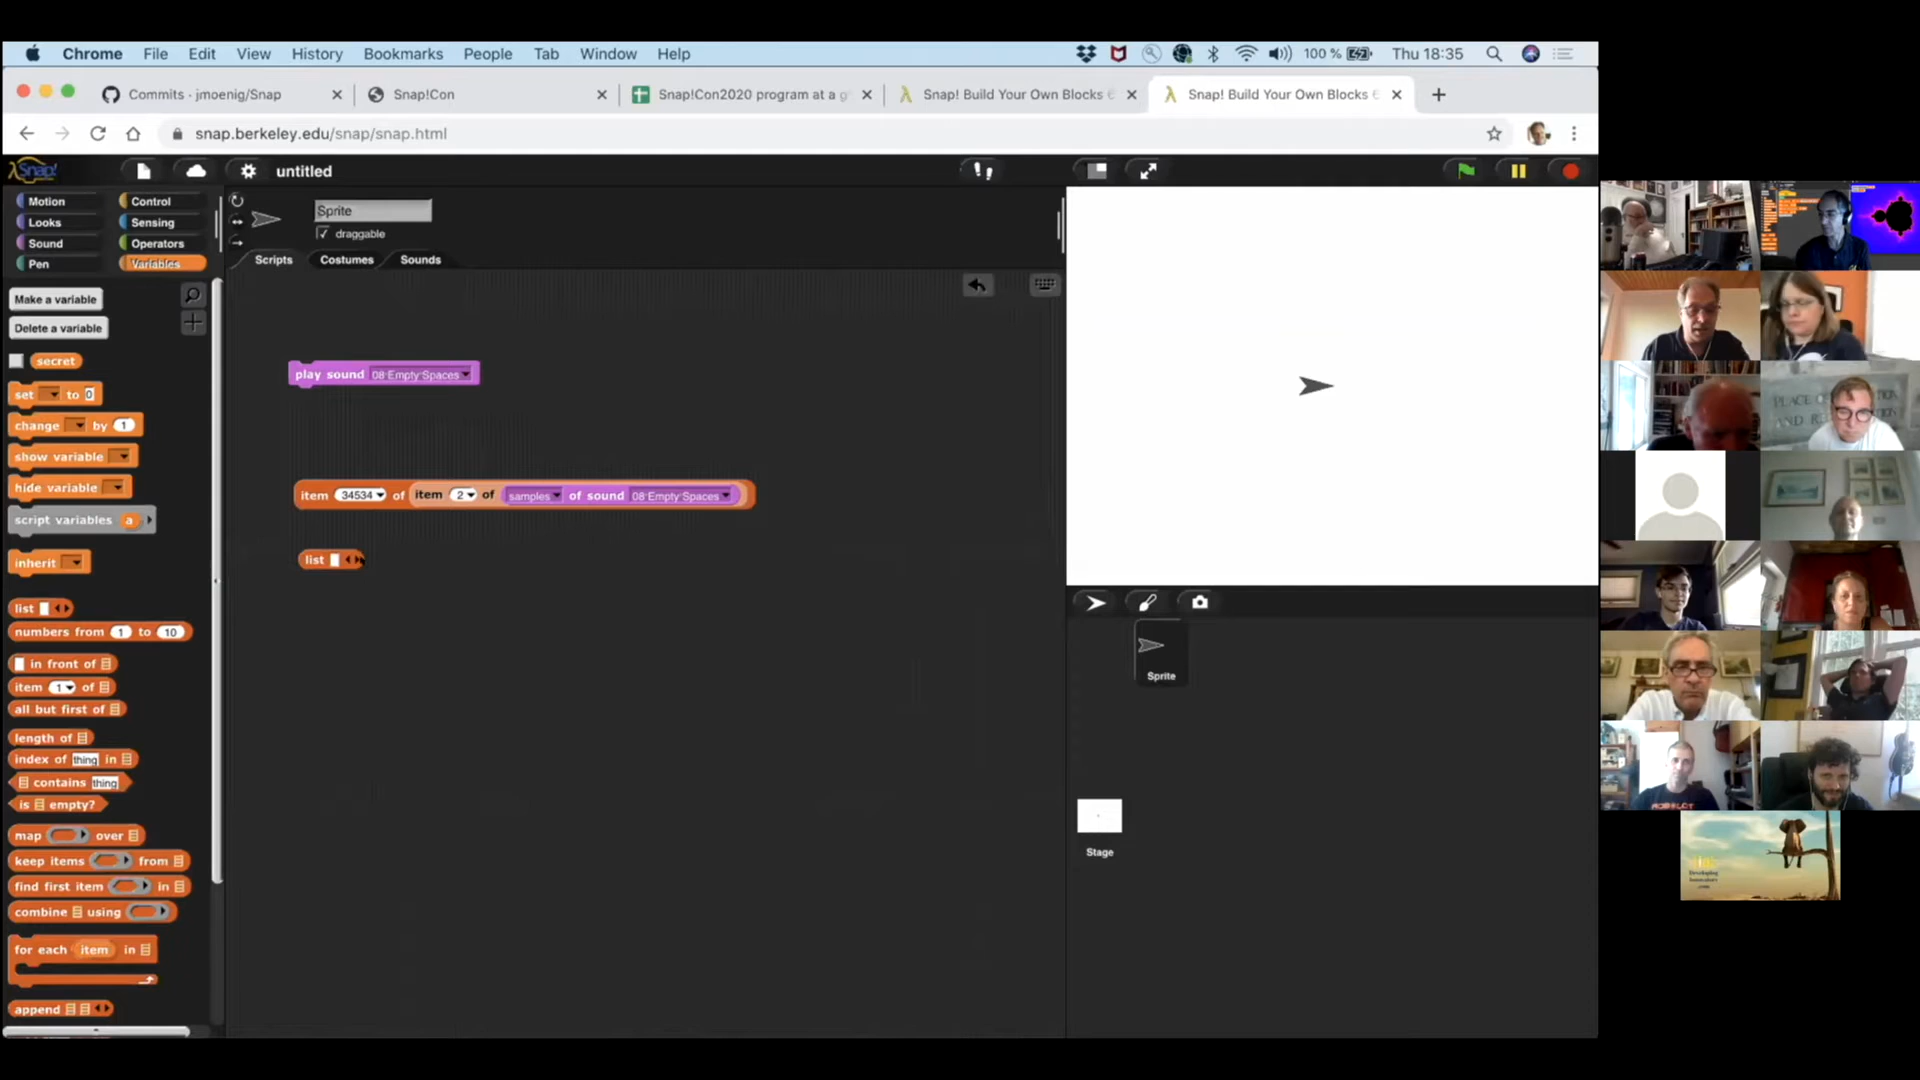 Chrome File Edit View History Bookmarks People Tab Window Help 100 % Thu 18:35
Commits · jmoenig/Snap Snap!Con Snap!Con2020 program at a g Snap! Build Your Own Blocks Snap! Build Your Own Blocks
snap.berkeley.edu/snap/snap.html
Snap! untitled
Motion Control
Looks Sensing
Sound Operators
Pen Variables
Sprite
draggable
Scripts Costumes Sounds
Make a variable
Delete a variable
secret
set to 0
change by 1
show variable
hide variable
script variables a
inherit
list
numbers from 1 to 10
in front of
item 1 of
all but first of
length of
index of thing in
contains thing
is empty?
map over
keep items from
find first item in
combine using
for each item in
append
play sound 08 Empty Spaces
item 34534 of item 2 of samples of sound 08 Empty Spaces
list
Sprite
Stage